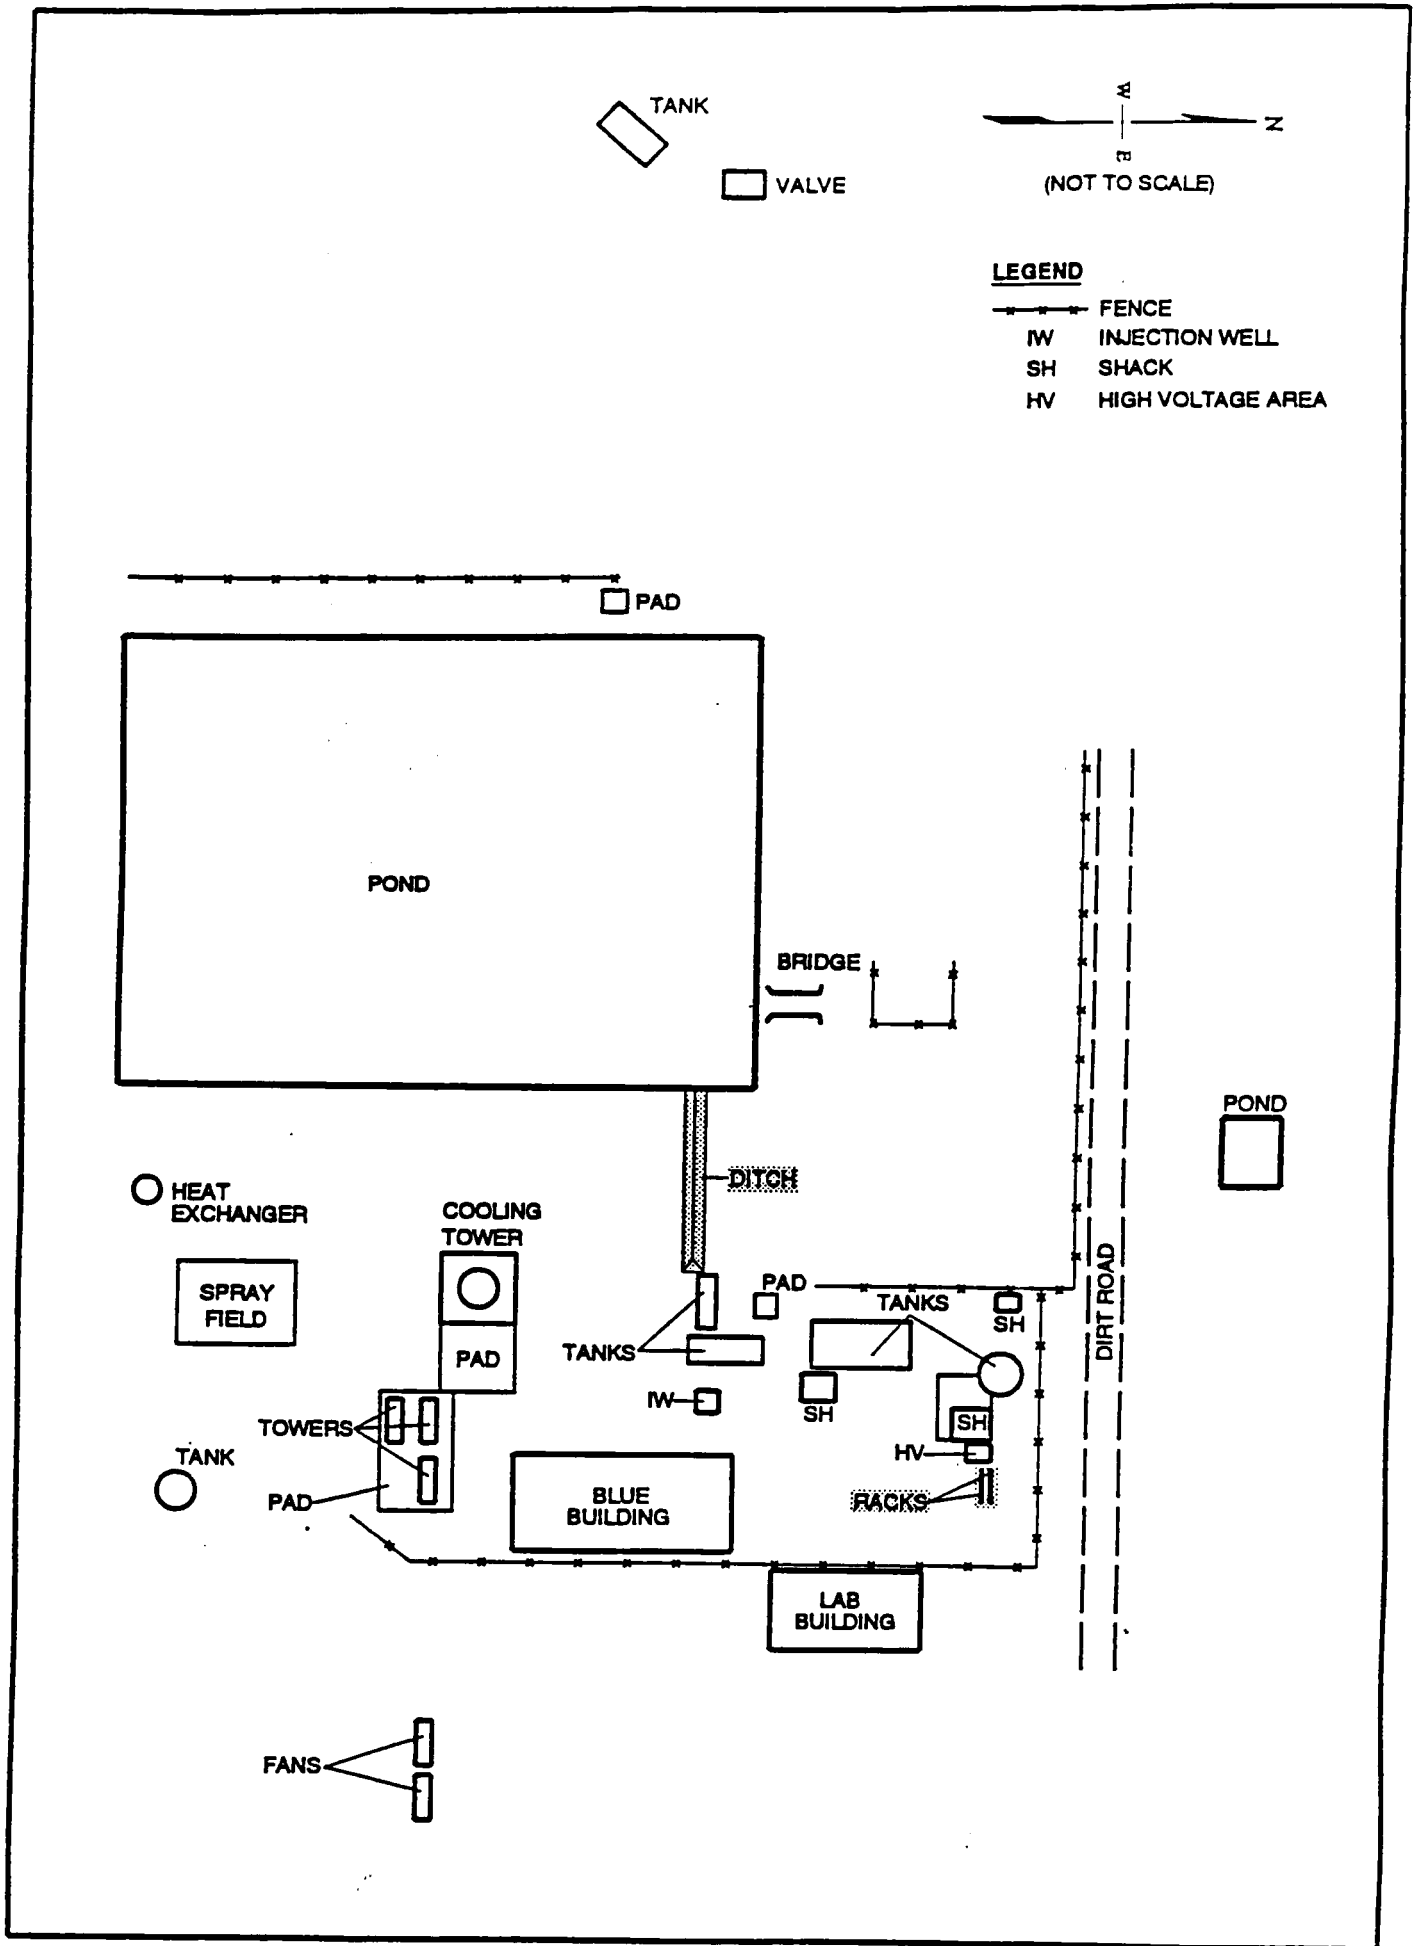 TANK
VALVE
W
N
E
(NOT TO SCALE)
LEGEND
FENCE
IW INJECTION WELL
SH SHACK
HV HIGH VOLTAGE AREA
PAD
POND
BRIDGE
POND
DITCH
HEAT
EXCHANGER
COOLING
TOWER
SPRAY
FIELD
PAD
TANKS
SH
DIRT ROAD
TANKS
PAD
IW
SH
SH
TOWERS
HV
TANK
PAD
BLUE
BUILDING
RACKS
LAB
BUILDING
FANS